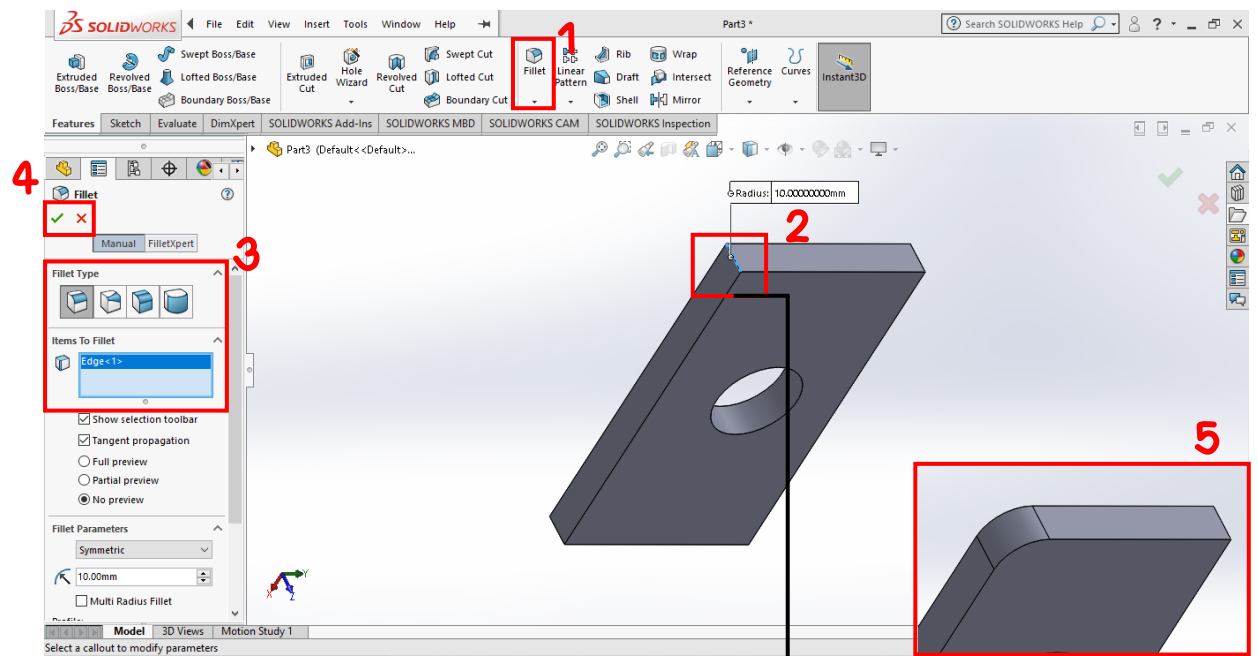 SOLIDWORKS File Edit View Insert Tools Window Help Part3 * Search SOLIDWORKS Help ?
1
Extruded Boss/Base
Revolved Boss/Base
Swept Boss/Base
Lofted Boss/Base
Boundary Boss/Base
Extruded Cut
Hole Wizard
Revolved Cut
Swept Cut
Lofted Cut
Boundary Cut
Fillet
Linear Pattern
Rib
Draft
Shell
Wrap
Intersect
Mirror
Reference Geometry
Curves
Instant3D
Features Sketch Evaluate DimXpert SOLIDWORKS Add-Ins SOLIDWORKS MBD SOLIDWORKS CAM SOLIDWORKS Inspection
Part3 (Default<<Default>...
4
Fillet ?
Manual FilletXpert
3
Fillet Type
Items To Fillet
Edge<1>
Show selection toolbar
Tangent propagation
Full preview
Partial preview
No preview
Fillet Parameters
Symmetric
10.00mm
Multi Radius Fillet
Radius: 10.00000000mm
2
5
Y
X
Z
Model 3D Views Motion Study 1
Select a callout to modify parameters